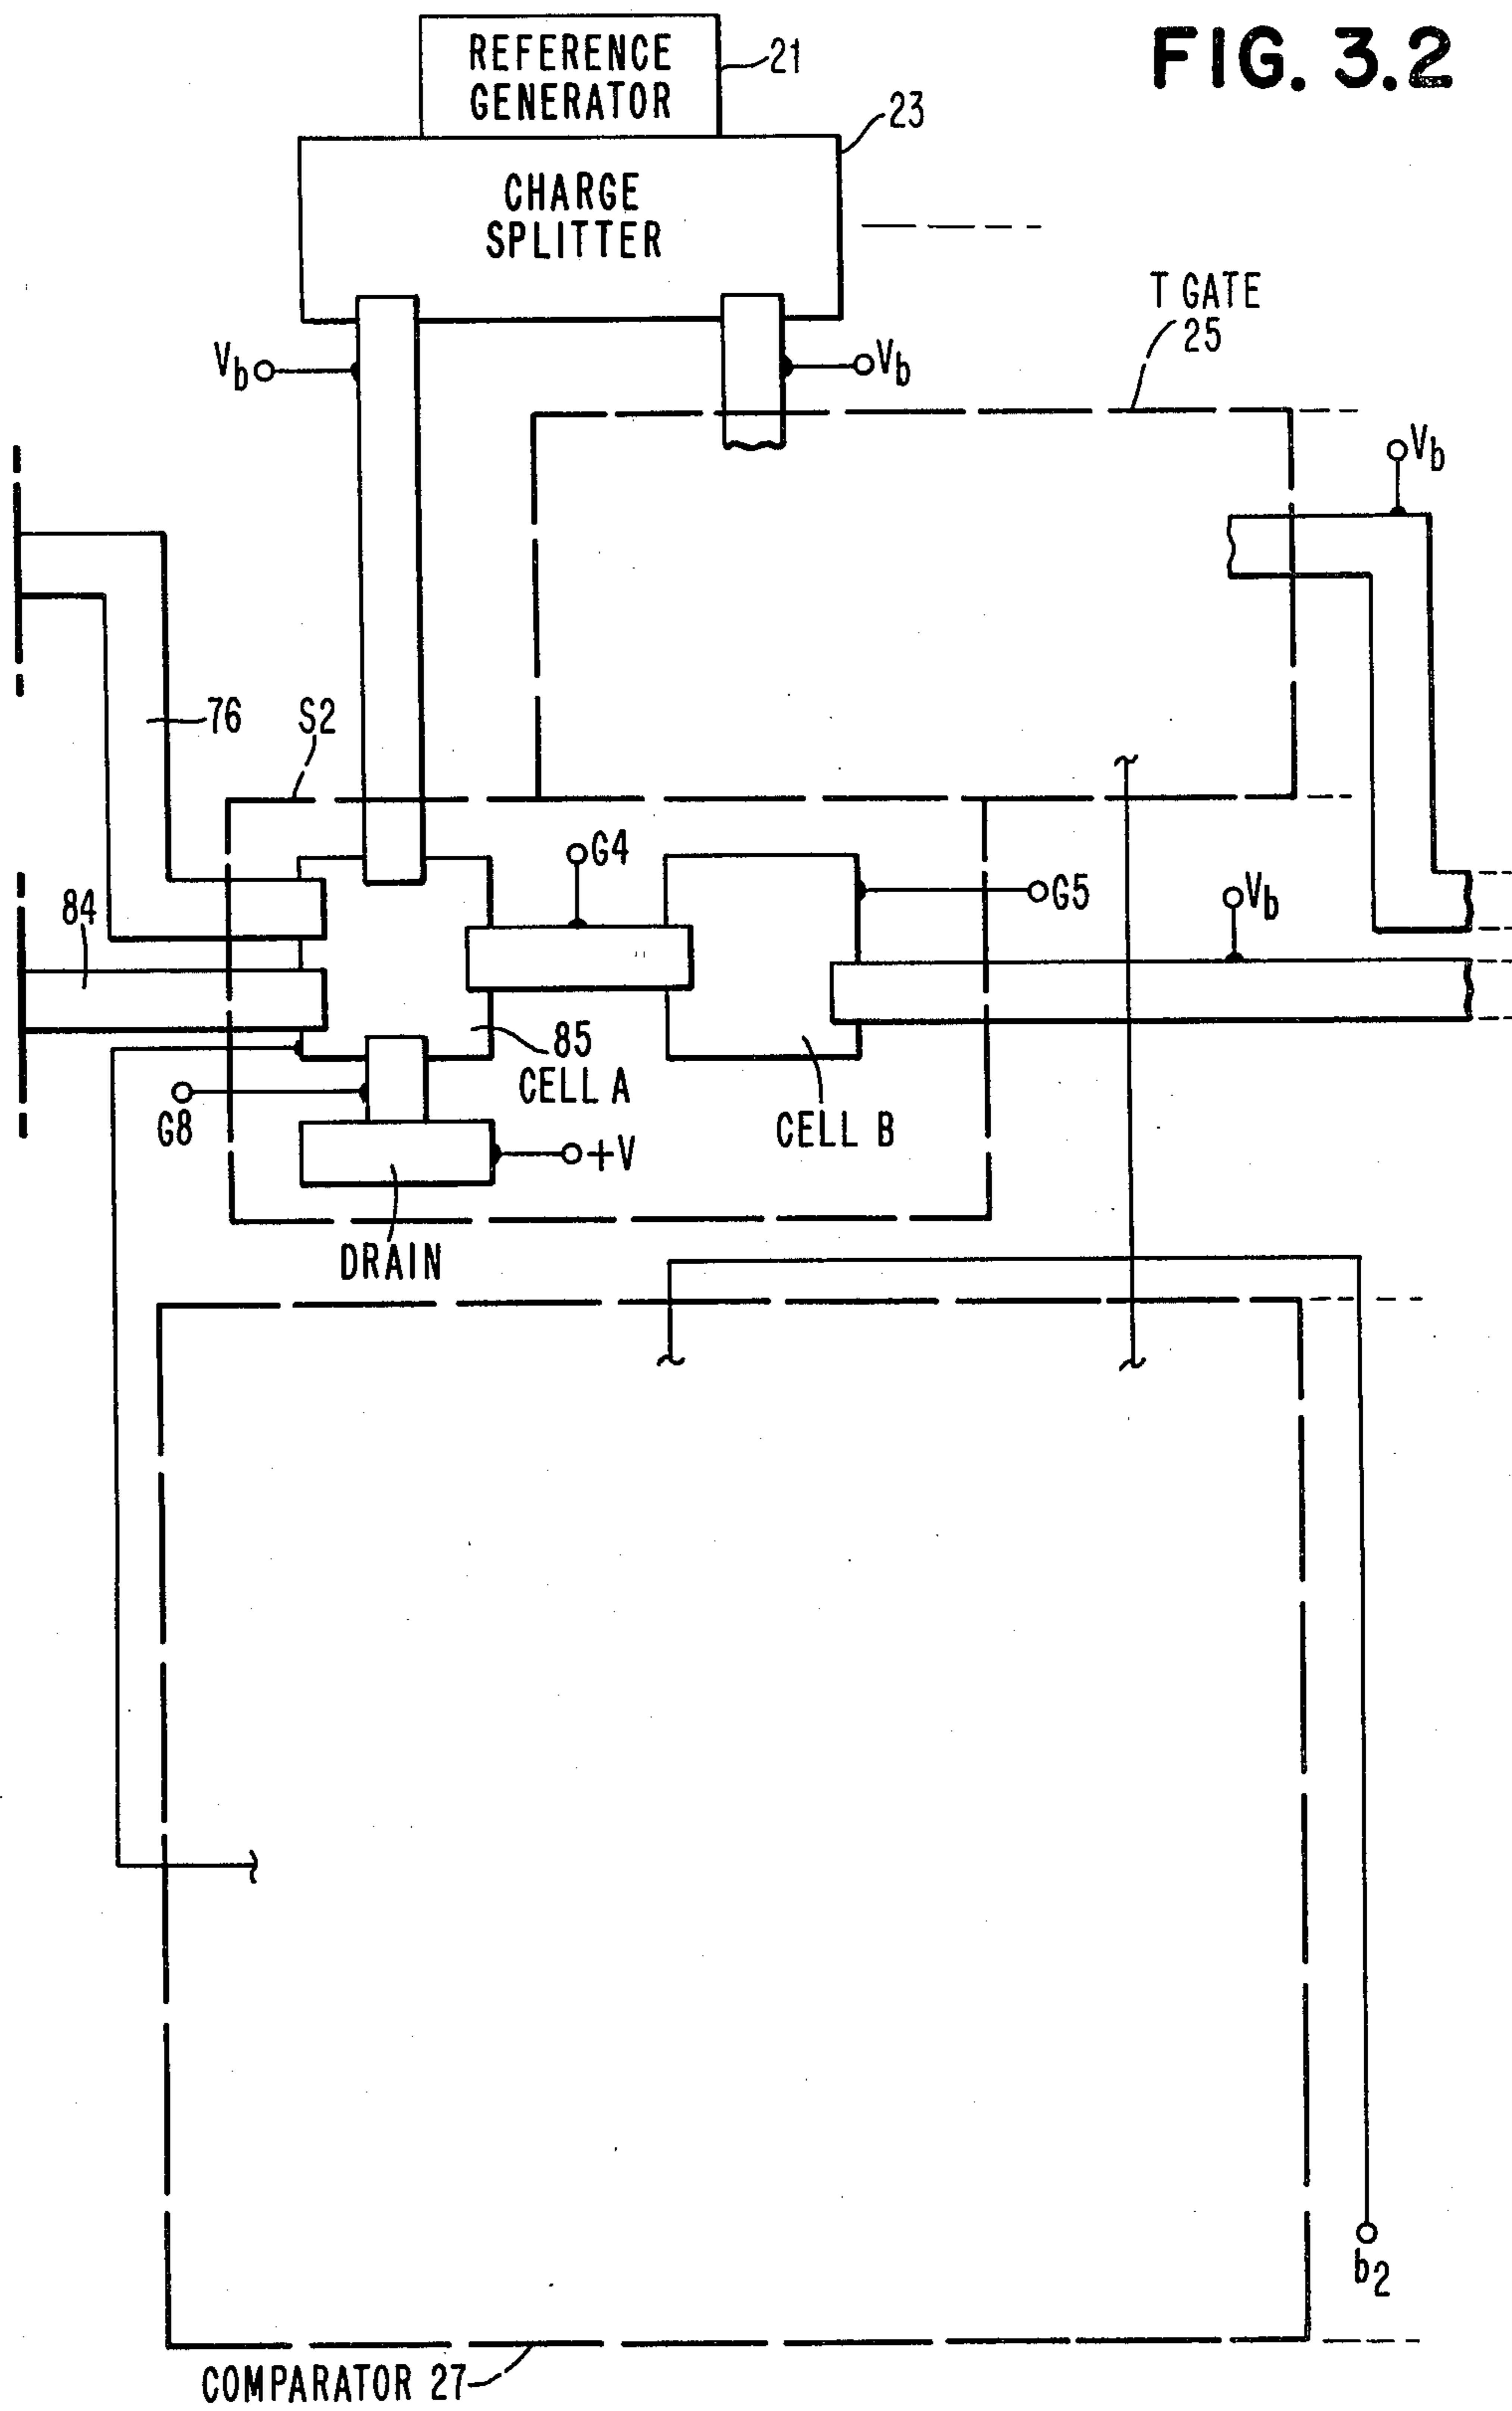 FIG. 3.2
REFERENCE
GENERATOR
21
23
CHARGE
SPLITTER
T GATE
25
Vb
Vb
Vb
76
S2
G4
84
G5
Vb
85
CELL A
G8
CELL B
+V
DRAIN
b2
COMPARATOR 27